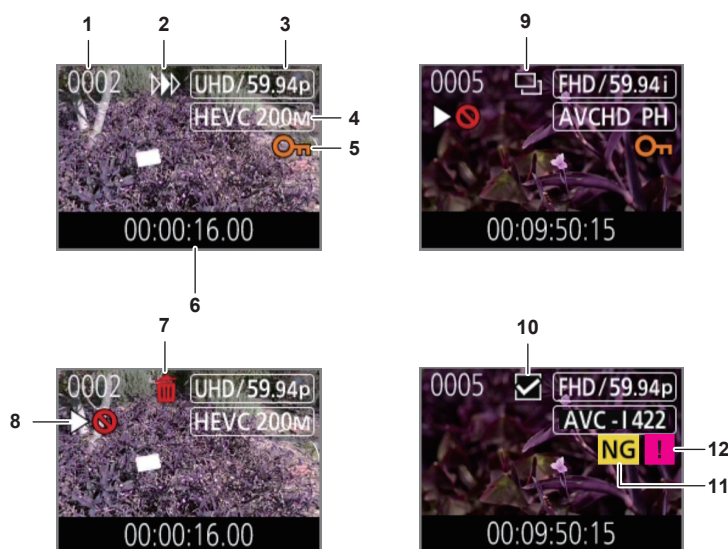 1 2 3
0002 UHD/59.94p
HEVC 200M 4
5
00:00:16.00
6
9
0005 FHD/59.94i
AVCHD PH
00:09:50:15
7
0002 UHD/59.94p
8 HEVC 200M
00:00:16.00
10
0005 FHD/59.94p
AVC-I 422
NG ! 12
11
00:09:50:15